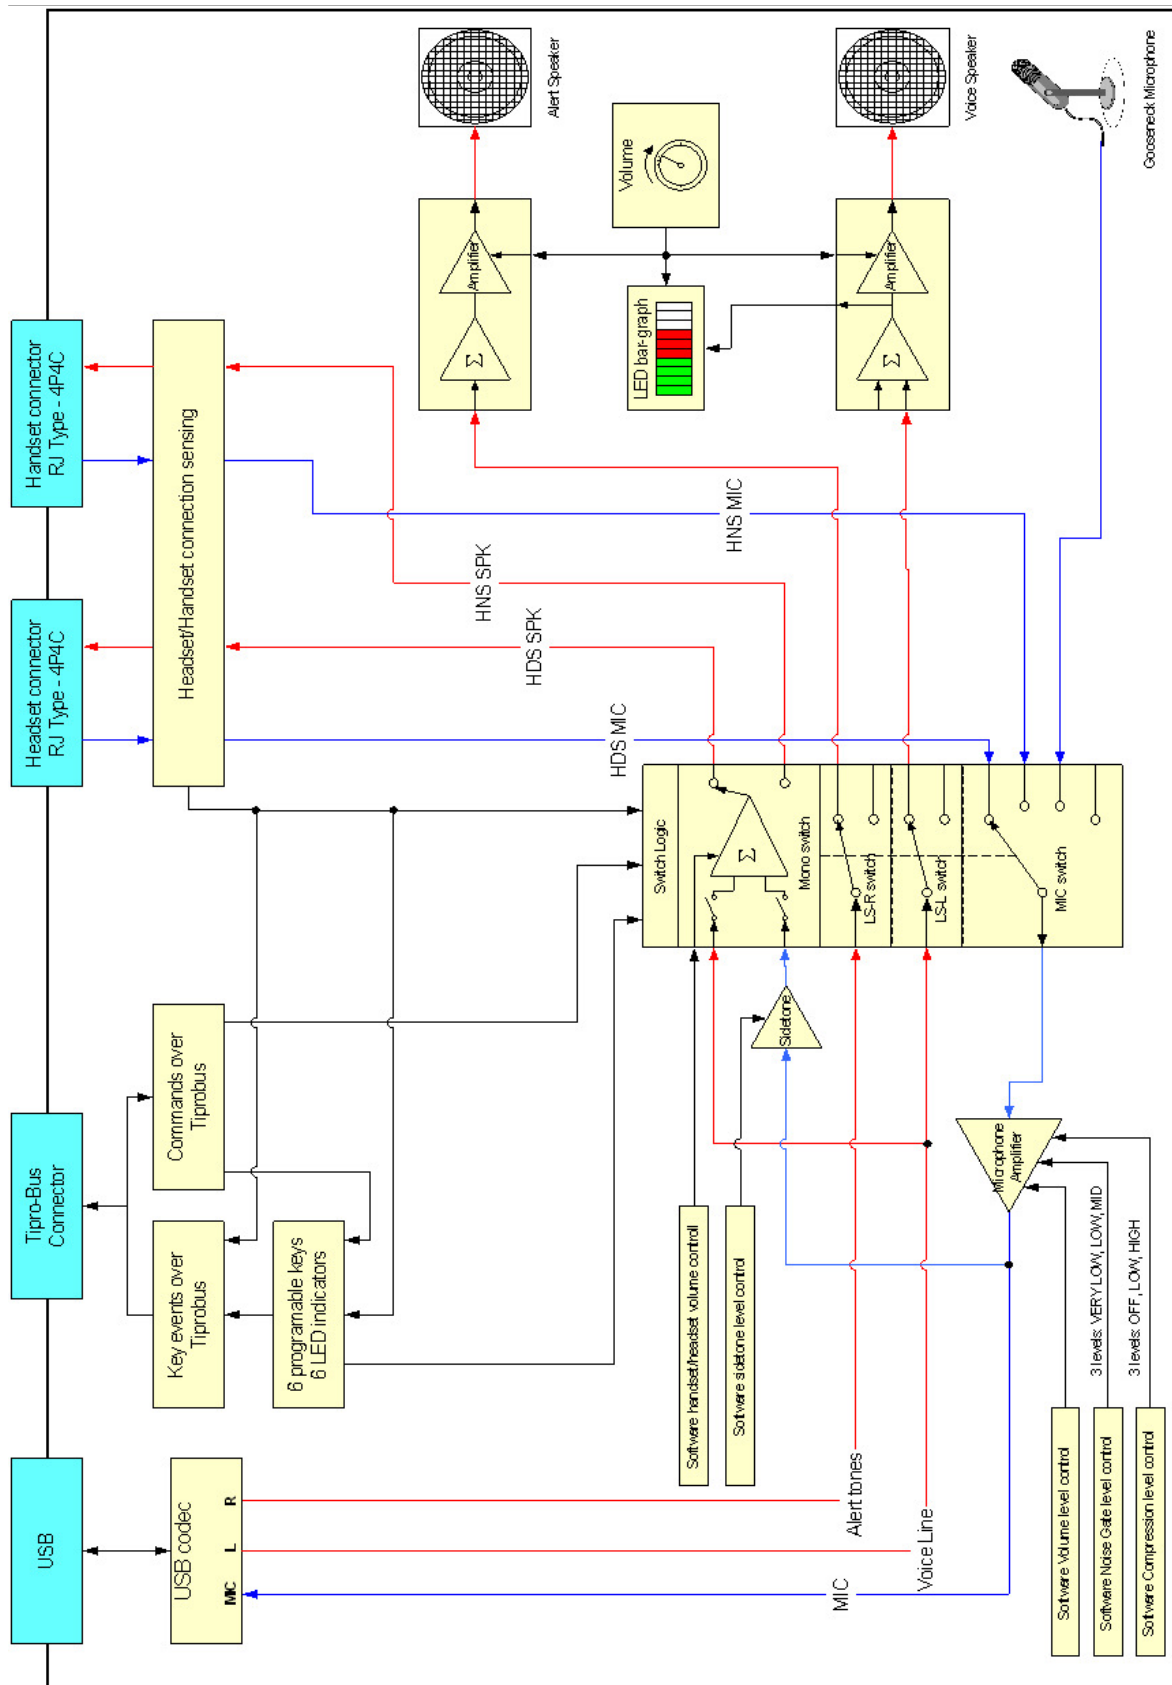 USB
Tipro-Bus
Connector
Headset connector
RJ Type - 4P4C
Handset connector
RJ Type - 4P4C
USB codec
MIC
L
R
Key events over
Tiprobus
Commands over
Tiprobus
6 programable keys
6 LED indicators
Headset/Handset connection sensing
Alert Speaker
Amplifier
Σ
Volume
LED bar-graph
Voice Speaker
Amplifier
Σ
Gooseneck Microphone
HDS MIC
HDS SPK
HNS SPK
HNS MIC
Switch Logic
Σ
Mono switch
LS-R switch
LS-L switch
MIC switch
Sidetone
Microphone
Amplifier
Software handset/headset volume controll
Software sidetone level control
Alert tones
Voice Line
MIC
3 levels: VERY LOW, LOW, MID
3 levels: OFF, LOW, HIGH
Software Volume level control
Software Noise Gate level control
Software Compression level control